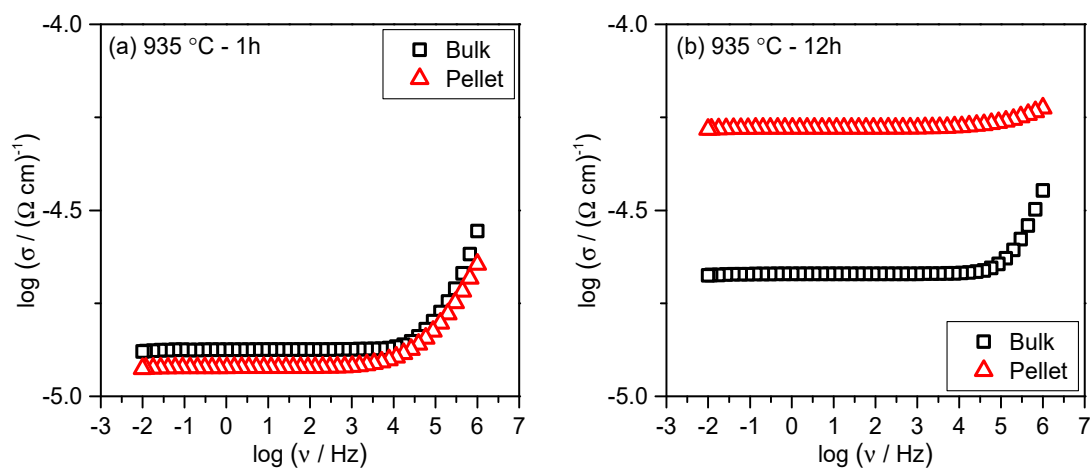 (a) 935 °C - 1h
Bulk
Pellet
log (σ / (Ω cm)⁻¹
-4.0
-4.5
-5.0
-3 -2 -1 0 1 2 3 4 5 6 7
log (ν / Hz)
(b) 935 °C - 12h
Bulk
Pellet
log (σ / (Ω cm)⁻¹
-4.0
-4.5
-5.0
-3 -2 -1 0 1 2 3 4 5 6 7
log (ν / Hz)